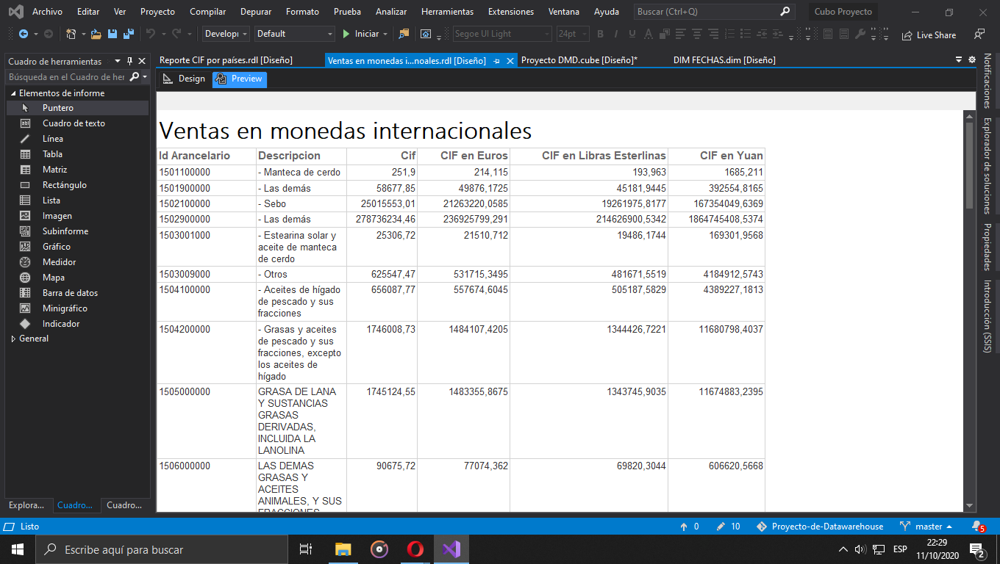 Archivo Editar Ver Proyecto Compilar Depurar Formato Prueba Analizar Herramientas Extensiones Ventana Ayuda Buscar (Ctrl+Q) Cubo Proyecto
Developı Default Iniciar Segoe UI Light 24pt Live Share
Cuadro de herramientas
Reporte CIF por países.rdl [Diseño] Ventas en monedas i...noales.rdl [Diseño] Proyecto DMD.cube [Diseño]* DIM FECHAS.dim [Diseño]
Búsqueda en el Cuadro de her
Design Preview
Elementos de informe
Puntero
Cuadro de texto
Línea
Tabla
Matriz
Rectángulo
Lista
Imagen
Subinforme
Gráfico
Medidor
Mapa
Barra de datos
Minigráfico
Indicador
General
Explora... Cuadro... Cuadro...
Ventas en monedas internacionales
Id Arancelario Descripcion Cif CIF en Euros CIF en Libras Esterlinas CIF en Yuan
1501100000 - Manteca de cerdo 251,9 214,115 193,963 1685,211
1501900000 - Las demás 58677,85 49876,1725 45181,9445 392554,8165
1502100000 - Sebo 25015553,01 21263220,0585 19261975,8177 167354049,6369
1502900000 - Las demás 278736234,46 236925799,291 214626900,5342 1864745408,5374
1503001000 - Estearina solar y 25306,72 21510,712 19486,1744 169301,9568
aceite de manteca
de cerdo
1503009000 - Otros 625547,47 531715,3495 481671,5519 4184912,5743
1504100000 - Aceites de hígado 656087,77 557674,6045 505187,5829 4389227,1813
de pescado y sus
fracciones
1504200000 - Grasas y aceites 1746008,73 1484107,4205 1344426,7221 11680798,4037
de pescado y sus
fracciones, excepto
los aceites de
hígado
1505000000 GRASA DE LANA 1745124,55 1483355,8675 1343745,9035 11674883,2395
Y SUSTANCIAS
GRASAS
DERIVADAS,
INCLUIDA LA
LANOLINA
1506000000 LAS DEMAS 90675,72 77074,362 69820,3044 606620,5668
GRASAS Y
ACEITES
ANIMALES, Y SUS
FRACCIONES
Notificaciones
Explorador de soluciones
Propiedades
Introducción (SSIS)
Listo 0 10 Proyecto-de-Datawarehouse master 5
Escribe aquí para buscar ESP 22:29
11/10/2020 2